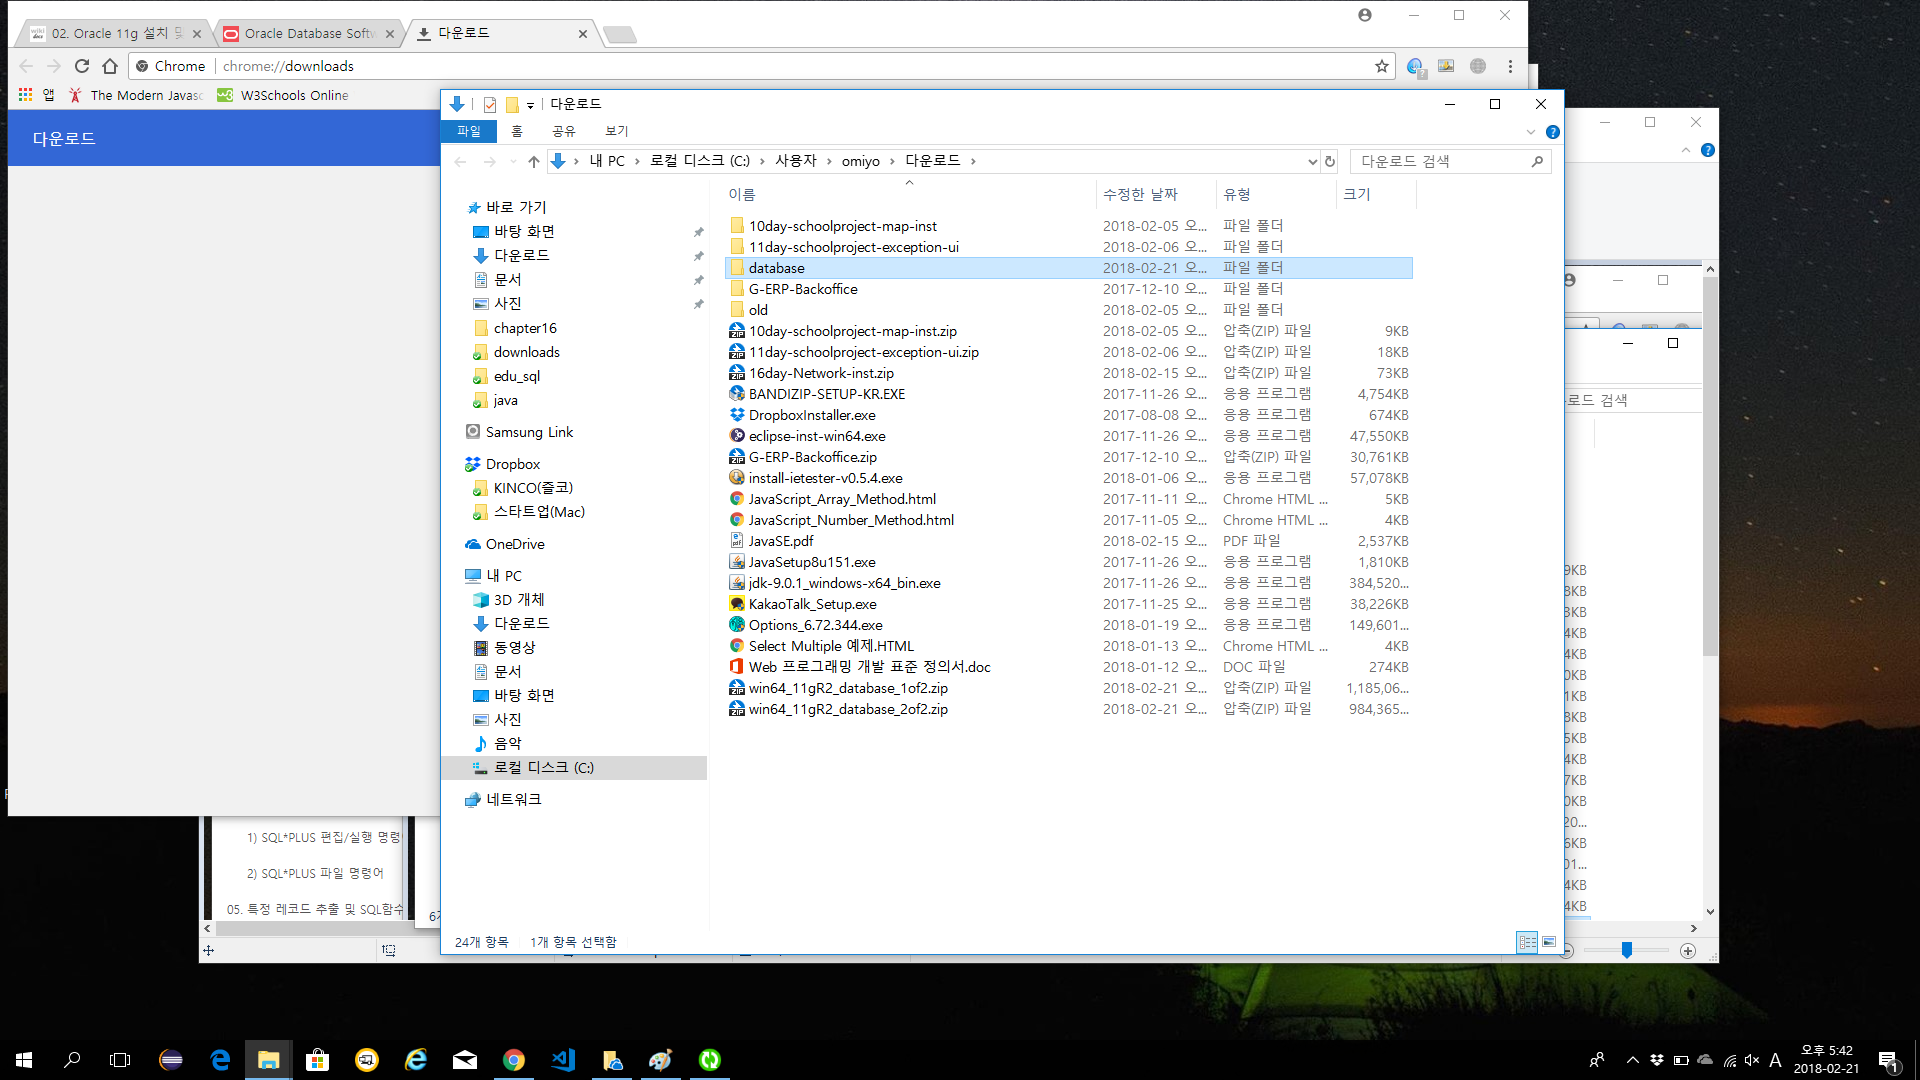 02. Oracle 11g 설치 및
Oracle Database Softw
다운로드
Chrome
chrome://downloads
앱
The Modern Javasc
W3Schools Online
다운로드
다운로드
파일
홈
공유
보기
내 PC
로컬 디스크 (C:)
사용자
omiyo
다운로드
다운로드 검색
바로 가기
바탕 화면
다운로드
문서
사진
chapter16
downloads
edu_sql
java
Samsung Link
Dropbox
KINCO(즐코)
스타트업(Mac)
OneDrive
내 PC
3D 개체
다운로드
동영상
문서
바탕 화면
사진
음악
로컬 디스크 (C:)
네트워크
이름 수정한 날짜 유형 크기
10day-schoolproject-map-inst 2018-02-05 오... 파일 폴더
11day-schoolproject-exception-ui 2018-02-06 오... 파일 폴더
database 2018-02-21 오... 파일 폴더
G-ERP-Backoffice 2017-12-10 오... 파일 폴더
old 2018-02-05 오... 파일 폴더
10day-schoolproject-map-inst.zip 2018-02-05 오... 압축(ZIP) 파일 9KB
11day-schoolproject-exception-ui.zip 2018-02-06 오... 압축(ZIP) 파일 18KB
16day-Network-inst.zip 2018-02-15 오... 압축(ZIP) 파일 73KB
BANDIZIP-SETUP-KR.EXE 2017-11-26 오... 응용 프로그램 4,754KB
DropboxInstaller.exe 2017-08-08 오... 응용 프로그램 674KB
eclipse-inst-win64.exe 2017-11-26 오... 응용 프로그램 47,550KB
G-ERP-Backoffice.zip 2017-12-10 오... 압축(ZIP) 파일 30,761KB
install-ietester-v0.5.4.exe 2018-01-06 오... 응용 프로그램 57,078KB
JavaScript_Array_Method.html 2017-11-11 오... Chrome HTML ... 5KB
JavaScript_Number_Method.html 2017-11-05 오... Chrome HTML ... 4KB
JavaSE.pdf 2018-02-15 오... PDF 파일 2,537KB
JavaSetup8u151.exe 2017-11-26 오... 응용 프로그램 1,810KB
jdk-9.0.1_windows-x64_bin.exe 2017-11-26 오... 응용 프로그램 384,520...
KakaoTalk_Setup.exe 2017-11-25 오... 응용 프로그램 38,226KB
Options_6.72.344.exe 2018-01-19 오... 응용 프로그램 149,601...
Select Multiple 예제.HTML 2018-01-13 오... Chrome HTML ... 4KB
Web 프로그래밍 개발 표준 정의서.doc 2018-01-12 오... DOC 파일 274KB
win64_11gR2_database_1of2.zip 2018-02-21 오... 압축(ZIP) 파일 1,185,06...
win64_11gR2_database_2of2.zip 2018-02-21 오... 압축(ZIP) 파일 984,365...
24개 항목 1개 항목 선택함
1) SQL*PLUS 편집/실행 명령
2) SQL*PLUS 파일 명령어
05. 특정 레코드 추출 및 SQL함수
로드 검색
A
오후 5:42
2018-02-21
1